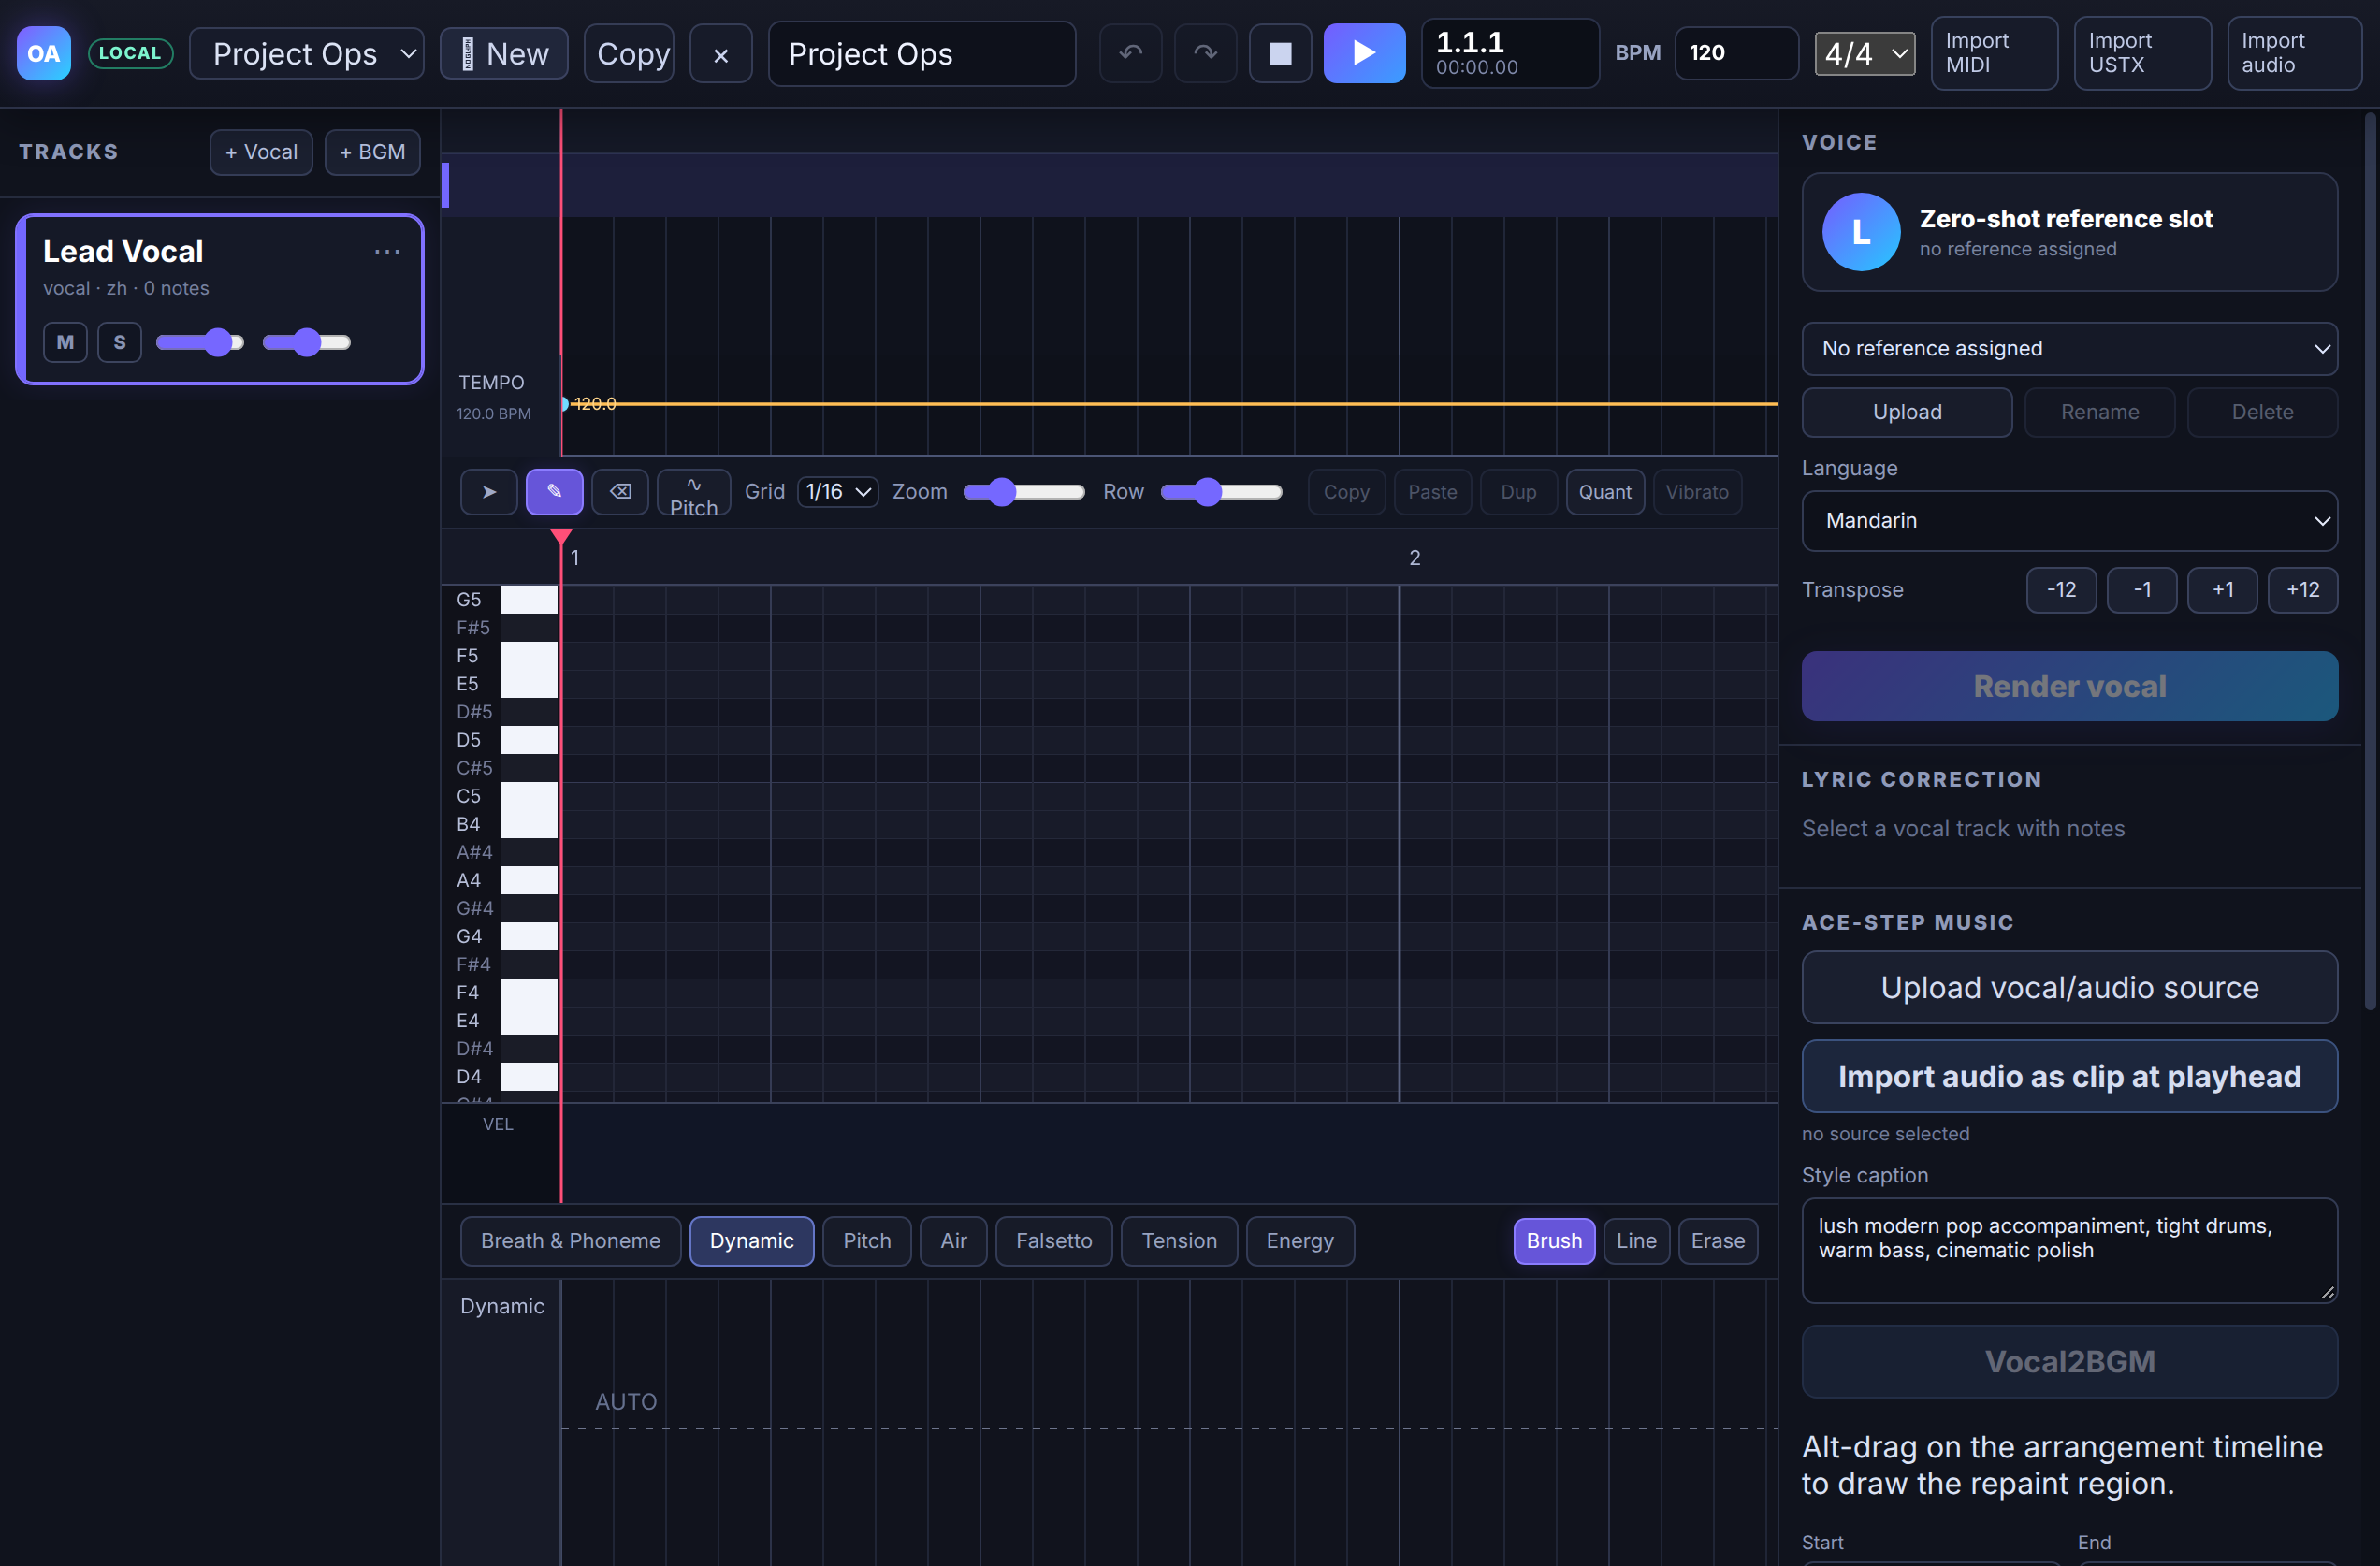 OA
LOCAL
Project Ops
New
Copy
×
Project Ops
1.1.1
00:00.00
BPM
120
4/4
Import
MIDI
Import
USTX
Import
audio
TRACKS
+ Vocal
+ BGM
Lead Vocal
...
vocal · zh · 0 notes
M
S
TEMPO
120.0 BPM
120.0
Pitch
Grid
1/16
Zoom
Row
Copy
Paste
Dup
Quant
Vibrato
1
2
G5
F#5
F5
E5
D#5
D5
C#5
C5
B4
A#4
A4
G#4
G4
F#4
F4
E4
D#4
D4
C#4
VEL
Breath & Phoneme
Dynamic
Pitch
Air
Falsetto
Tension
Energy
Brush
Line
Erase
Dynamic
AUTO
VOICE
L
Zero-shot reference slot
no reference assigned
No reference assigned
Upload
Rename
Delete
Language
Mandarin
Transpose
-12
-1
+1
+12
Render vocal
LYRIC CORRECTION
Select a vocal track with notes
ACE-STEP MUSIC
Upload vocal/audio source
Import audio as clip at playhead
no source selected
Style caption
lush modern pop accompaniment, tight drums,
warm bass, cinematic polish
Vocal2BGM
Alt-drag on the arrangement timeline
to draw the repaint region.
Start
End